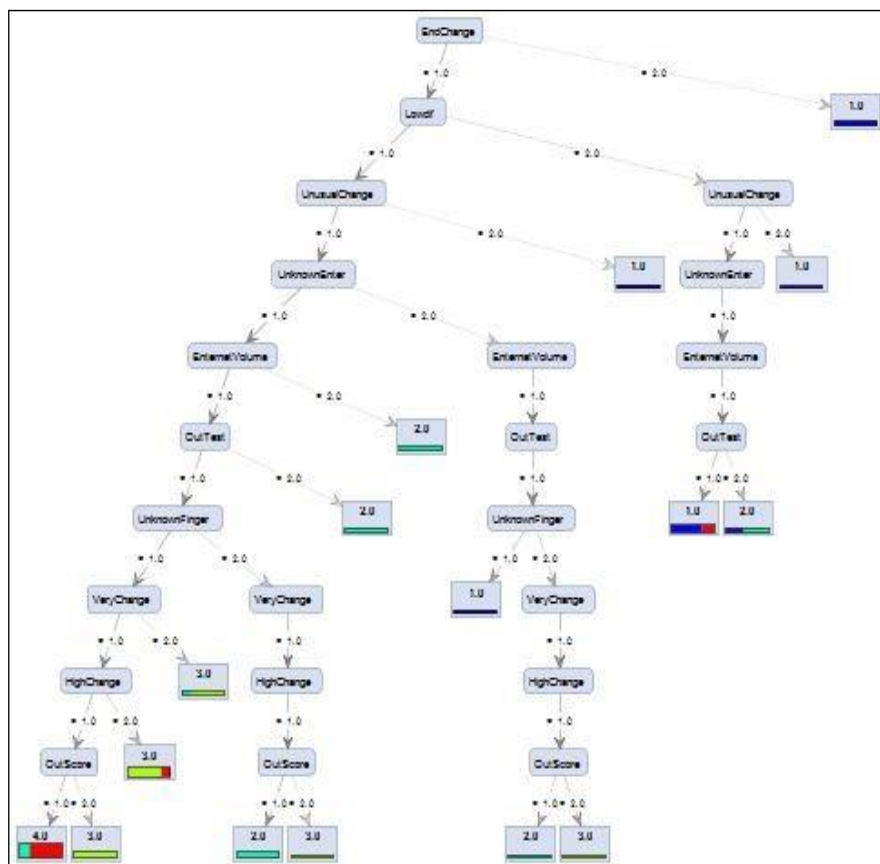 EndChange
= 1.0
= 2.0
1.0
Lowdif
= 1.0
= 2.0
UnusualChange
UnusualChange
= 1.0
= 2.0
= 1.0
= 2.0
UnknownEnter
1.0
UnknownEnter
1.0
= 1.0
= 2.0
= 1.0
EnternetVolume
EnternetVolume
EnternetVolume
= 1.0
= 2.0
= 1.0
= 1.0
OutTest
2.0
OutTest
OutTest
= 1.0
= 2.0
= 1.0
= 1.0
= 2.0
UnknownFinger
2.0
UnknownFinger
1.0
2.0
= 1.0
= 2.0
= 1.0
= 2.0
VeryChange
VeryChange
1.0
VeryChange
= 1.0
= 2.0
= 1.0
= 1.0
HighChange
3.0
HighChange
HighChange
= 1.0
= 2.0
= 1.0
= 1.0
OutScore
3.0
OutScore
OutScore
= 1.0
= 2.0
= 1.0
= 2.0
= 1.0
= 2.0
4.0
3.0
2.0
3.0
2.0
3.0